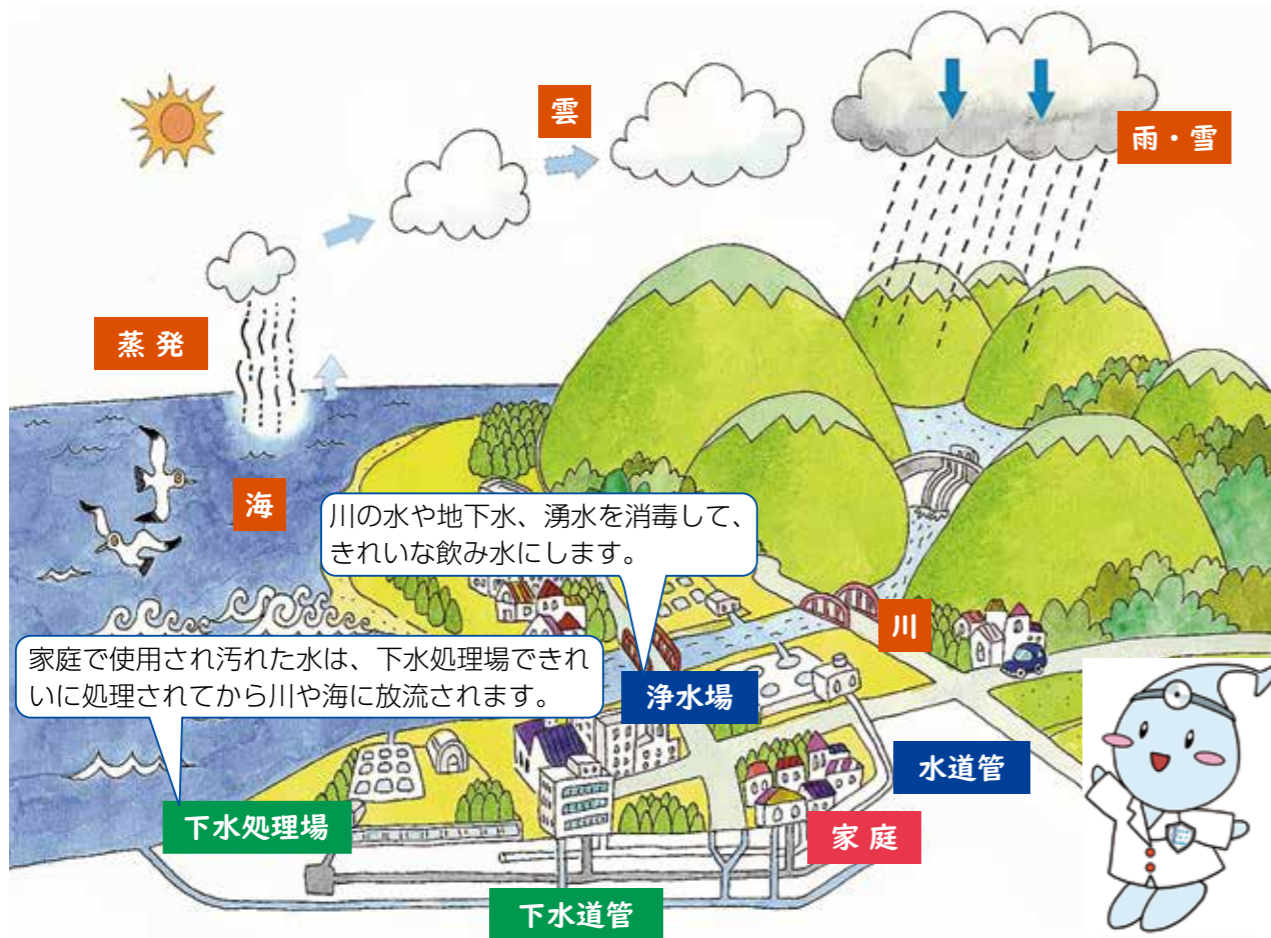 雲
雨・雪
蒸発
海
川の水や地下水、湧水を消毒して、
きれいな飲み水にします。
川
家庭で使用され汚れた水は、下水処理場できれ
いに処理されてから川や海に放流されます。
浄水場
水道管
下水処理場
家庭
下水道管